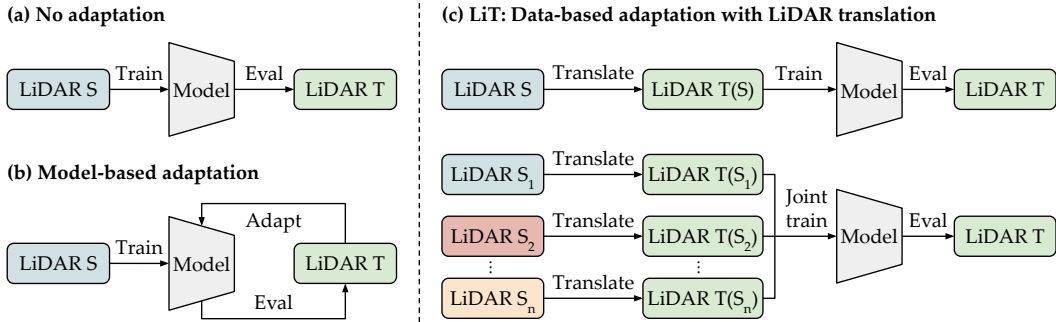 (a) No adaptation
LiDAR S
Train
Model
Eval
LiDAR T
(b) Model-based adaptation
LiDAR S
Train
Model
Adapt
Eval
LiDAR T
(c) LiT: Data-based adaptation with LiDAR translation
LiDAR S
Translate
LiDAR T(S)
Train
Model
Eval
LiDAR T
LiDAR S₁
Translate
LiDAR T(S₁)
LiDAR S₂
Translate
LiDAR T(S₂)
LiDAR Sₙ
Translate
LiDAR T(Sₙ)
Joint
train
Model
Eval
LiDAR T